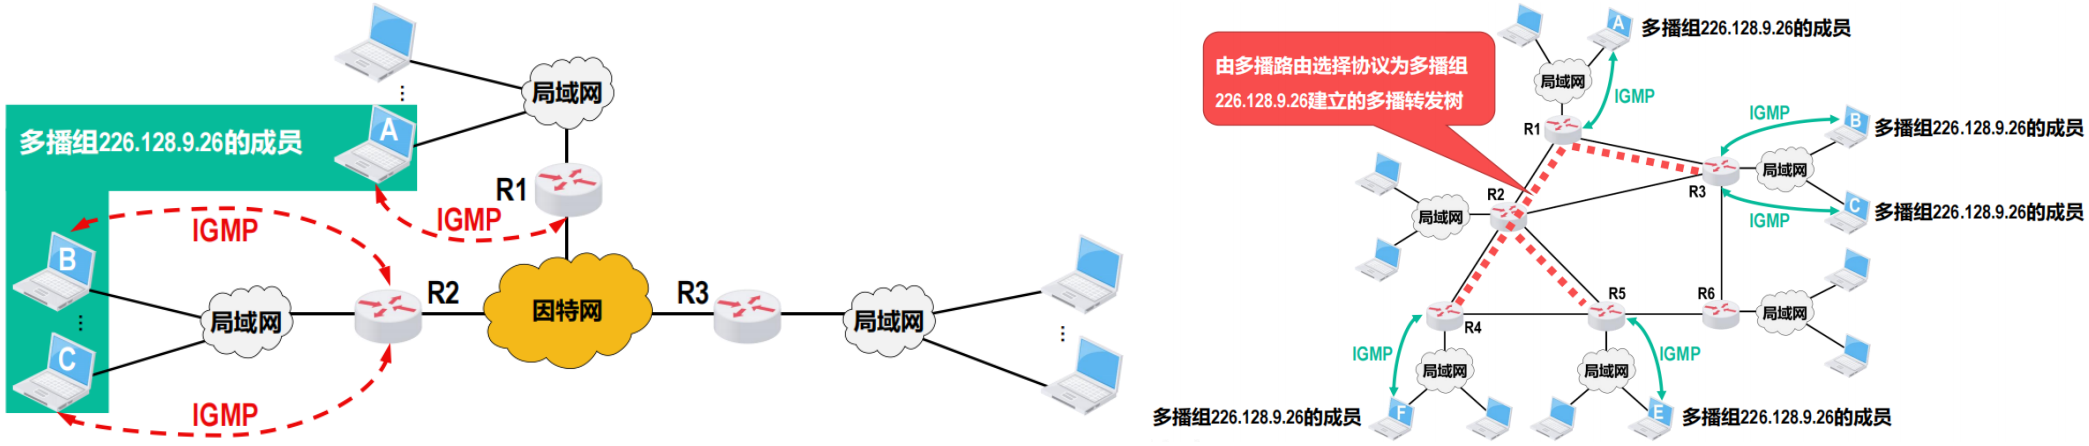 局域网
A
多播组226.128.9.26的成员
R1
IGMP
IGMP
B
R2
R3
因特网
局域网
局域网
C
IGMP
A
多播组226.128.9.26的成员
由多播路由选择协议为多播组
226.128.9.26建立的多播转发树
局域网
IGMP
R1
IGMP
B
多播组226.128.9.26的成员
局域网
R3
R2
局域网
IGMP
C
多播组226.128.9.26的成员
R5
R6
局域网
R4
IGMP
IGMP
局域网
局域网
多播组226.128.9.26的成员
F
E
多播组226.128.9.26的成员